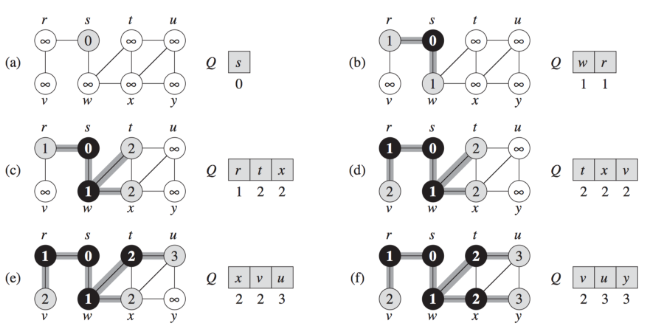 r s t u
∞ 0 ∞ ∞
(a) Q s
∞ ∞ ∞ ∞ 0
v w x y
r s t u
1 0 ∞ ∞
(b) Q w r
∞ 1 ∞ ∞ 1 1
v w x y
r s t u
1 0 2 ∞
(c) Q r t x
∞ 1 2 ∞ 1 2 2
v w x y
r s t u
1 0 2 ∞
(d) Q t x v
2 1 2 ∞ 2 2 2
v w x y
r s t u
1 0 2 3
(e) Q x v u
2 1 2 ∞ 2 2 3
v w x y
r s t u
1 0 2 3
(f) Q v u y
2 1 2 3 2 3 3
v w x y